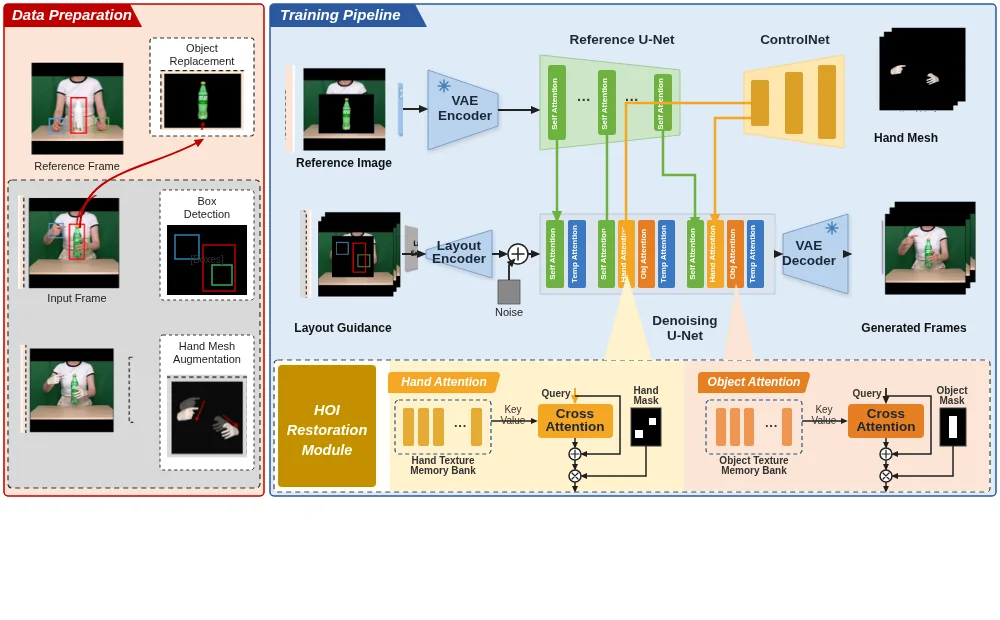 Data Preparation
Object
Replacement
Reference Frame
Box
Detection
[Boxes]
Input Frame
Hand Mesh
Augmentation
Training Pipeline
Reference U-Net
ControlNet
VAE
Encoder
Self Attention
...
Self Attention
...
Self Attention
Reference Image
Hand Mesh
Layout
Encoder
Noise
Self Attention
Temp Attention
Self Attention
Hand Attention
Obj Attention
Temp Attention
Self Attention
Hand Attention
Obj Attention
Temp Attention
VAE
Decoder
Layout Guidance
Denoising
U-Net
Generated Frames
HOI
Restoration
Module
Hand Attention
Key
Value
Query
Cross
Attention
Hand
Mask
...
Hand Texture
Memory Bank
Object Attention
Key
Value
Query
Cross
Attention
Object
Mask
...
Object Texture
Memory Bank